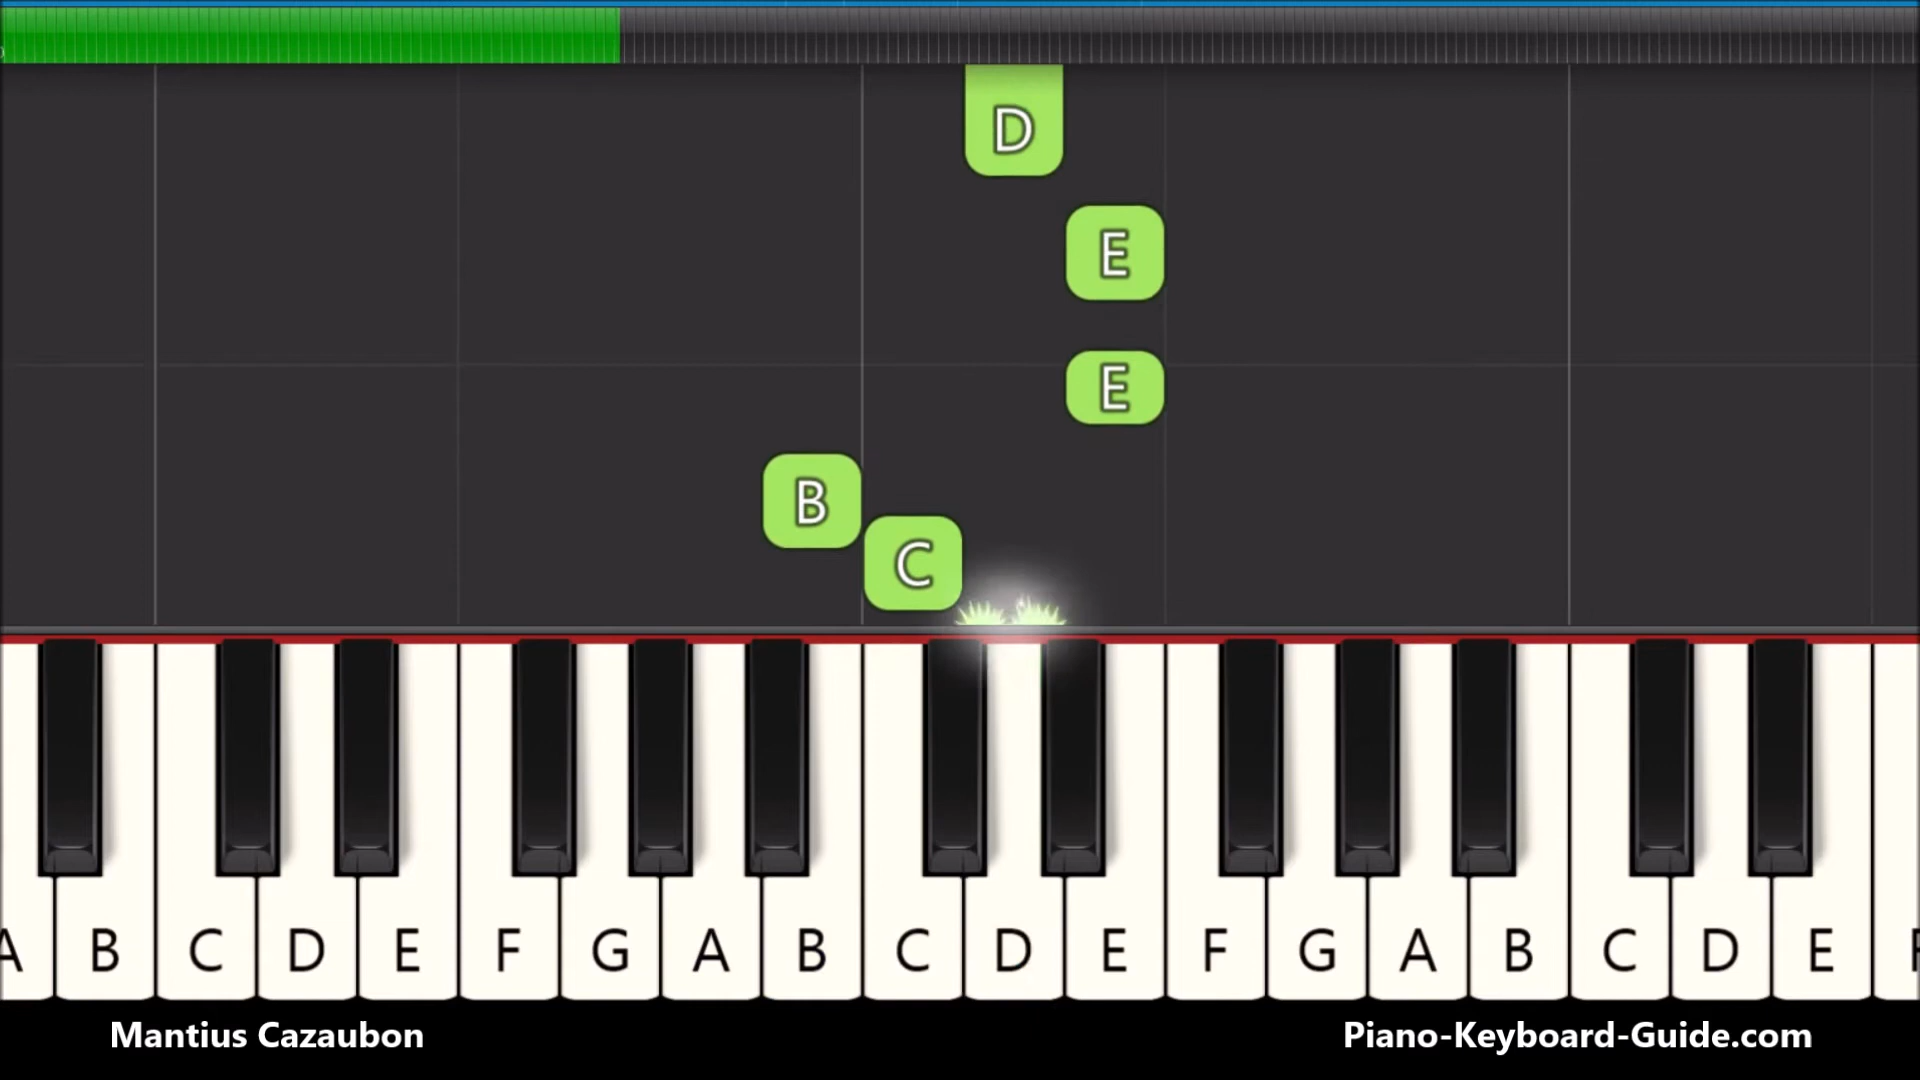 D
E
E
B
C
A B C D E F G A B C D E F G A B C D E F
Mantius Cazaubon
Piano-Keyboard-Guide.com